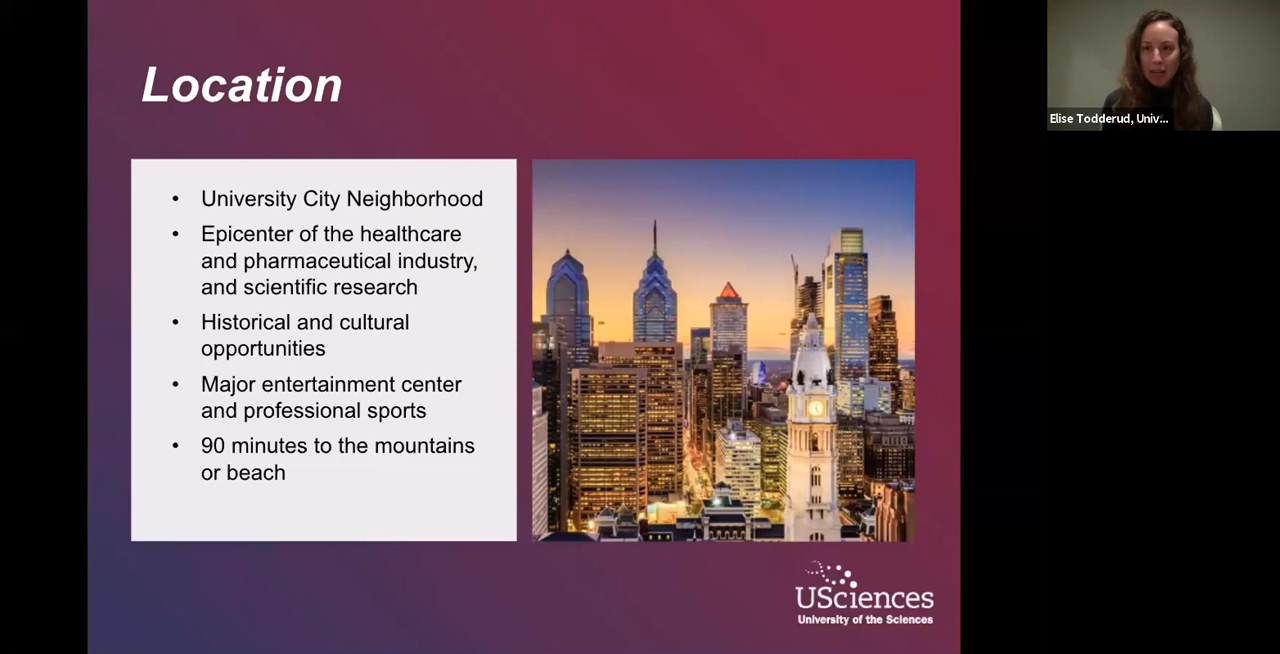 Location
• University City Neighborhood
• Epicenter of the healthcare
and pharmaceutical industry,
and scientific research
• Historical and cultural
opportunities
• Major entertainment center
and professional sports
• 90 minutes to the mountains
or beach
USciences
University of the Sciences
Elise Todderud, Univ...